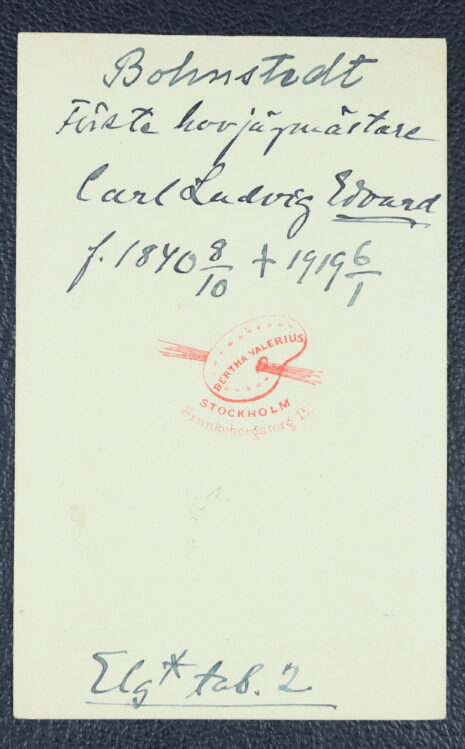 Bohnstedt
Förste hovjägmästare
Carl Ludvig Edvard
f. 1840 8/10 + 1919 6/1
BERTHA VALERIUS
STOCKHOLM
Brunkebergstorg 15.
Elg* tab. 2